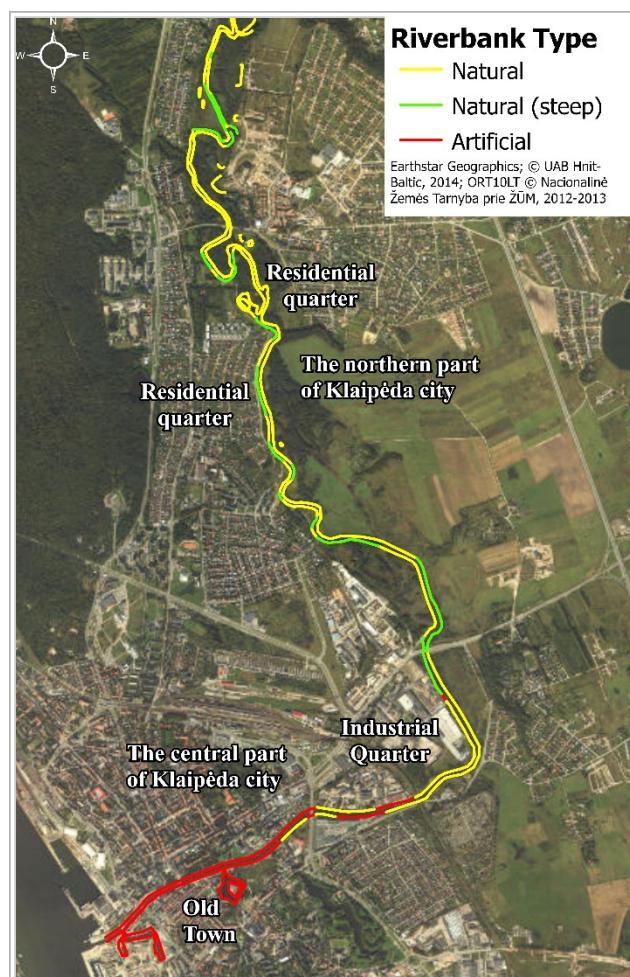 N
W E
S
Riverbank Type
Natural
Natural (steep)
Artificial
Earthstar Geographics; © UAB Hnit-
Baltic, 2014; ORT10LT © Nacionalinė
Žemės Tarnyba prie ŽŪM, 2012-2013
Residential
quarter
The northern part
of Klaipėda city
Residential
quarter
Industrial
Quarter
The central part
of Klaipėda city
Old
Town